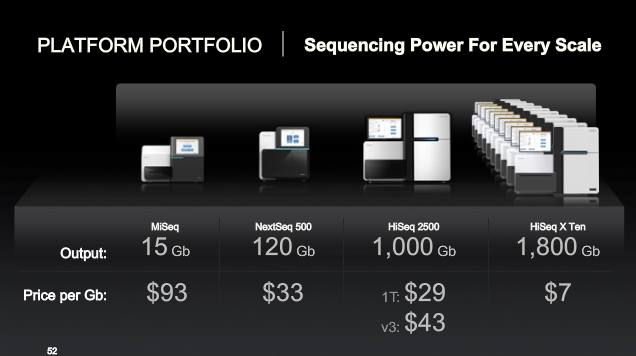 PLATFORM PORTFOLIO | Sequencing Power For Every Scale
MiSeq NextSeq 500 HiSeq 2500 HiSeq X Ten
Output: 15 Gb 120 Gb 1,000 Gb 1,800 Gb
Price per Gb: $93 $33 1T: $29 $7
v3: $43
52